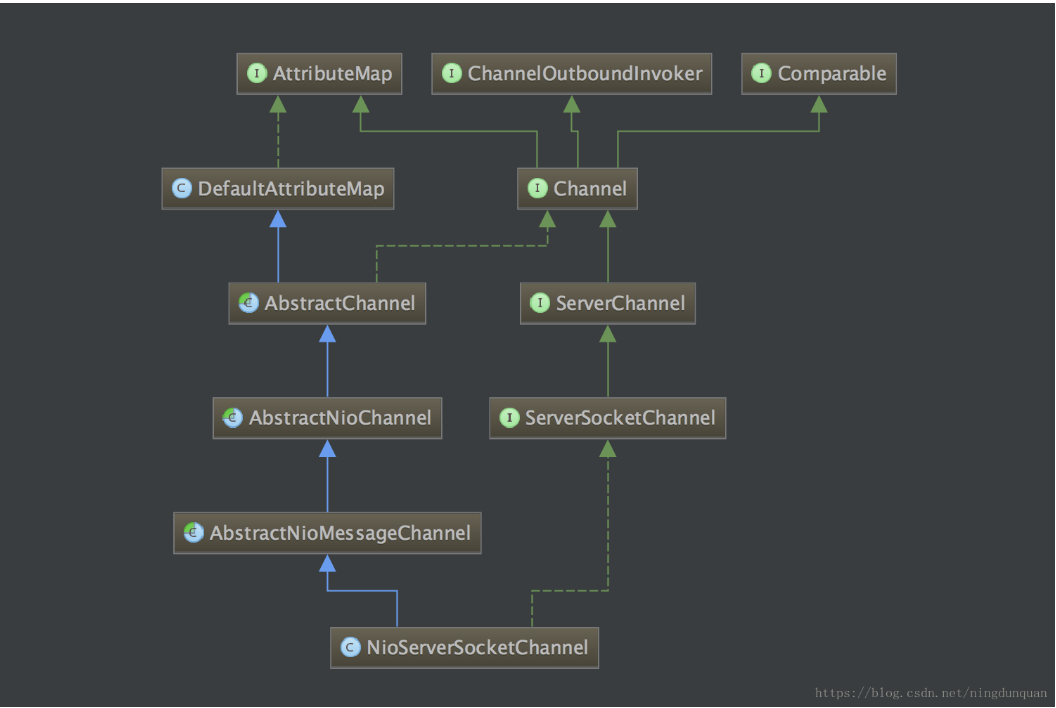 I AttributeMap
I ChannelOutboundInvoker
I Comparable
C DefaultAttributeMap
I Channel
C AbstractChannel
I ServerChannel
C AbstractNioChannel
I ServerSocketChannel
C AbstractNioMessageChannel
C NioServerSocketChannel
https://blog.csdn.net/ningdunquan